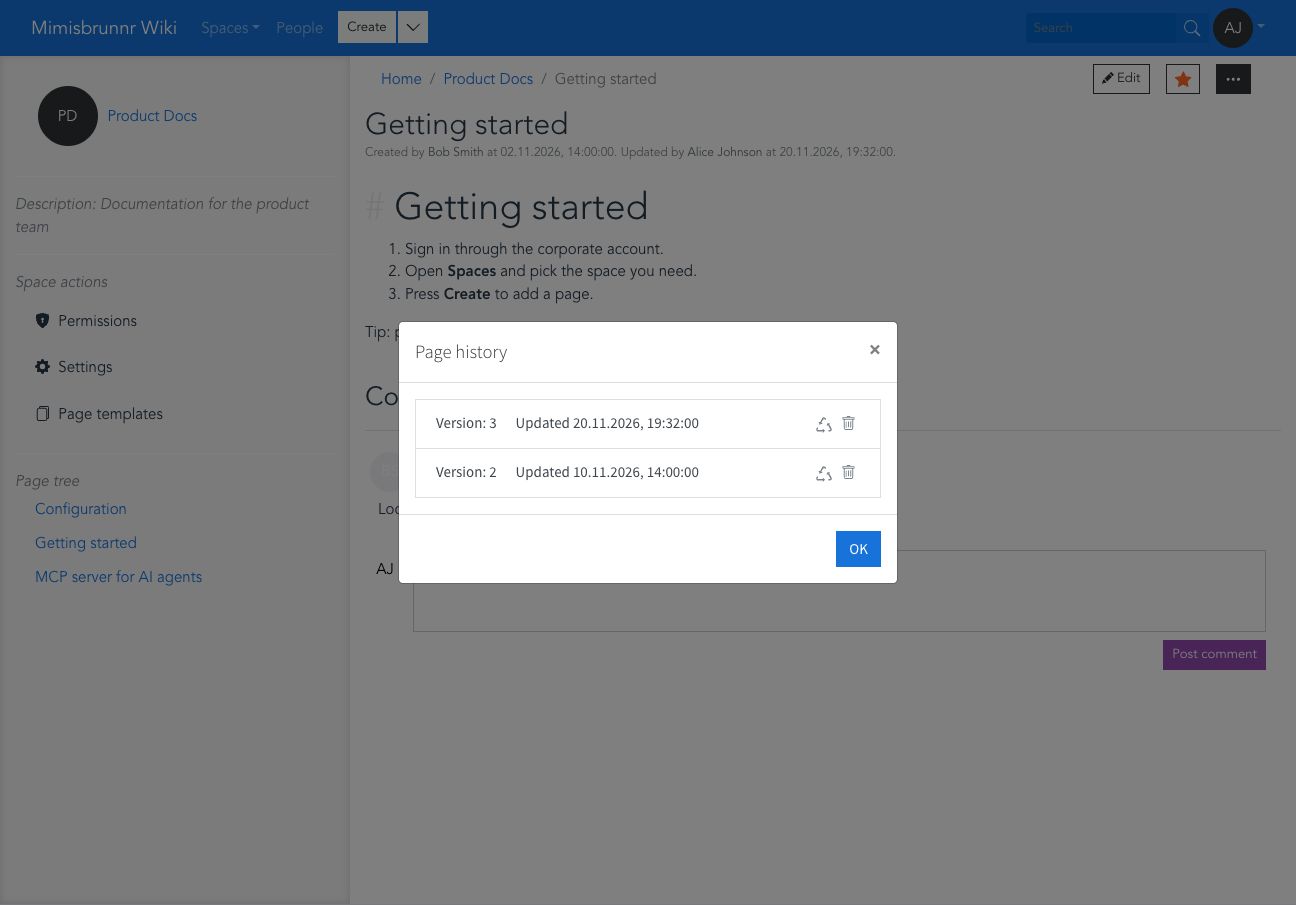 Mimisbrunnr Wiki Spaces People Create Search AJ
PD Product Docs
Description: Documentation for the product
team
Space actions
Permissions
Settings
Page templates
Page tree
Configuration
Getting started
MCP server for AI agents
Home / Product Docs / Getting started
Edit
Getting started
Created by Bob Smith at 02.11.2026, 14:00:00. Updated by Alice Johnson at 20.11.2026, 19:32:00.
# Getting started
1. Sign in through the corporate account.
2. Open Spaces and pick the space you need.
3. Press Create to add a page.
Tip:
Page history ×
Version: 3 Updated 20.11.2026, 19:32:00
Version: 2 Updated 10.11.2026, 14:00:00
OK
AJ
Post comment